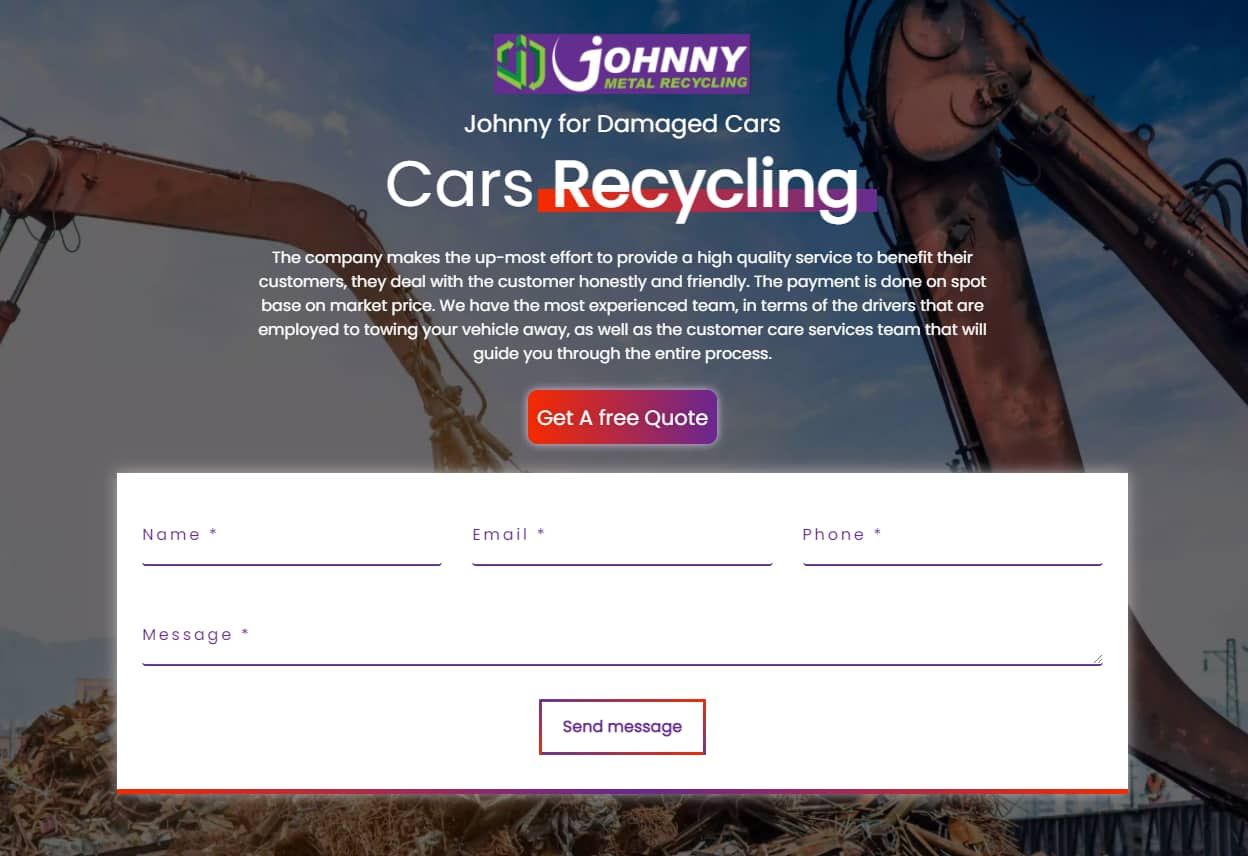 JOHNNY
METAL RECYCLING
Johnny for Damaged Cars
Cars Recycling
The company makes the up-most effort to provide a high quality service to benefit their
customers, they deal with the customer honestly and friendly. The payment is done on spot
base on market price. We have the most experienced team, in terms of the drivers that are
employed to towing your vehicle away, as well as the customer care services team that will
guide you through the entire process.
Get A free Quote
Name * Email * Phone *
Message *
Send message